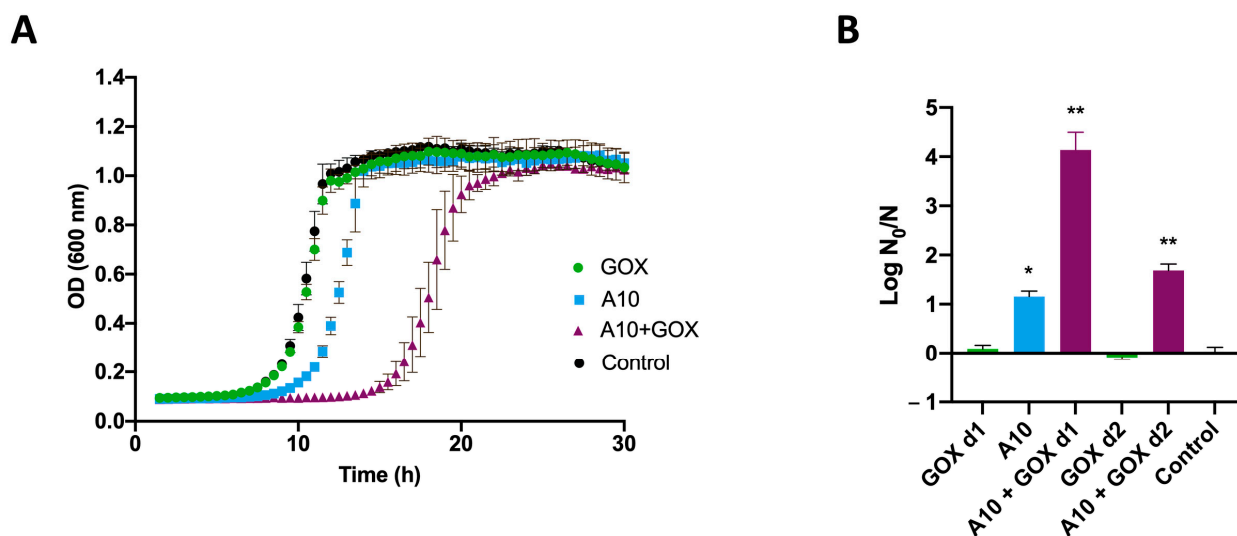 A
OD (600 nm)
1.4
1.2
1.0
0.8
0.6
0.4
0.2
0.0
0
10
20
30
Time (h)
GOX
A10
A10+GOX
Control
B
Log N₀/N
5
4
3
2
1
0
– 1
*
**
**
GOX d1
A10
A10 + GOX d1
GOX d2
A10 + GOX d2
Control